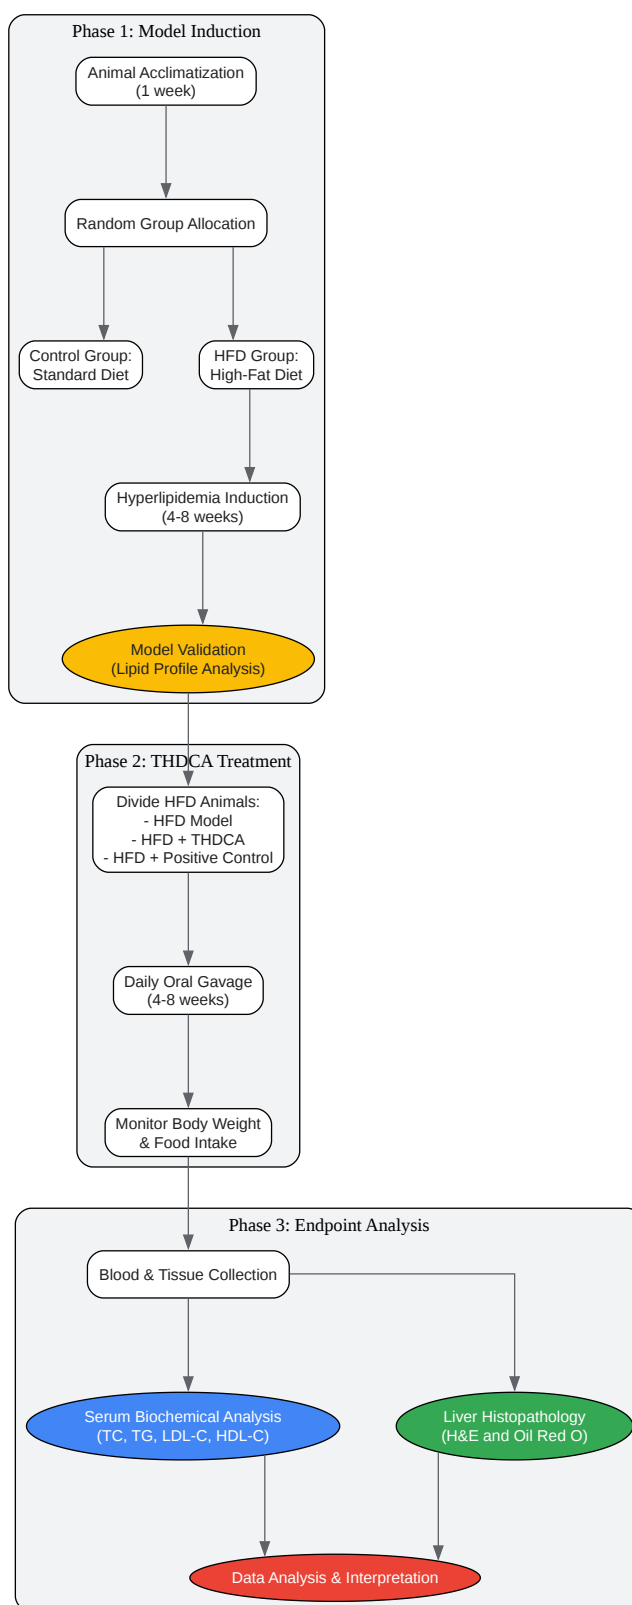 Phase 1: Model Induction
Animal Acclimatization
(1 week)
Random Group Allocation
Control Group:
Standard Diet
HFD Group:
High-Fat Diet
Hyperlipidemia Induction
(4-8 weeks)
Model Validation
(Lipid Profile Analysis)
Phase 2: THDCA Treatment
Divide HFD Animals:
- HFD Model
- HFD + THDCA
- HFD + Positive Control
Daily Oral Gavage
(4-8 weeks)
Monitor Body Weight
& Food Intake
Phase 3: Endpoint Analysis
Blood & Tissue Collection
Serum Biochemical Analysis
(TC, TG, LDL-C, HDL-C)
Liver Histopathology
(H&E and Oil Red O)
Data Analysis & Interpretation